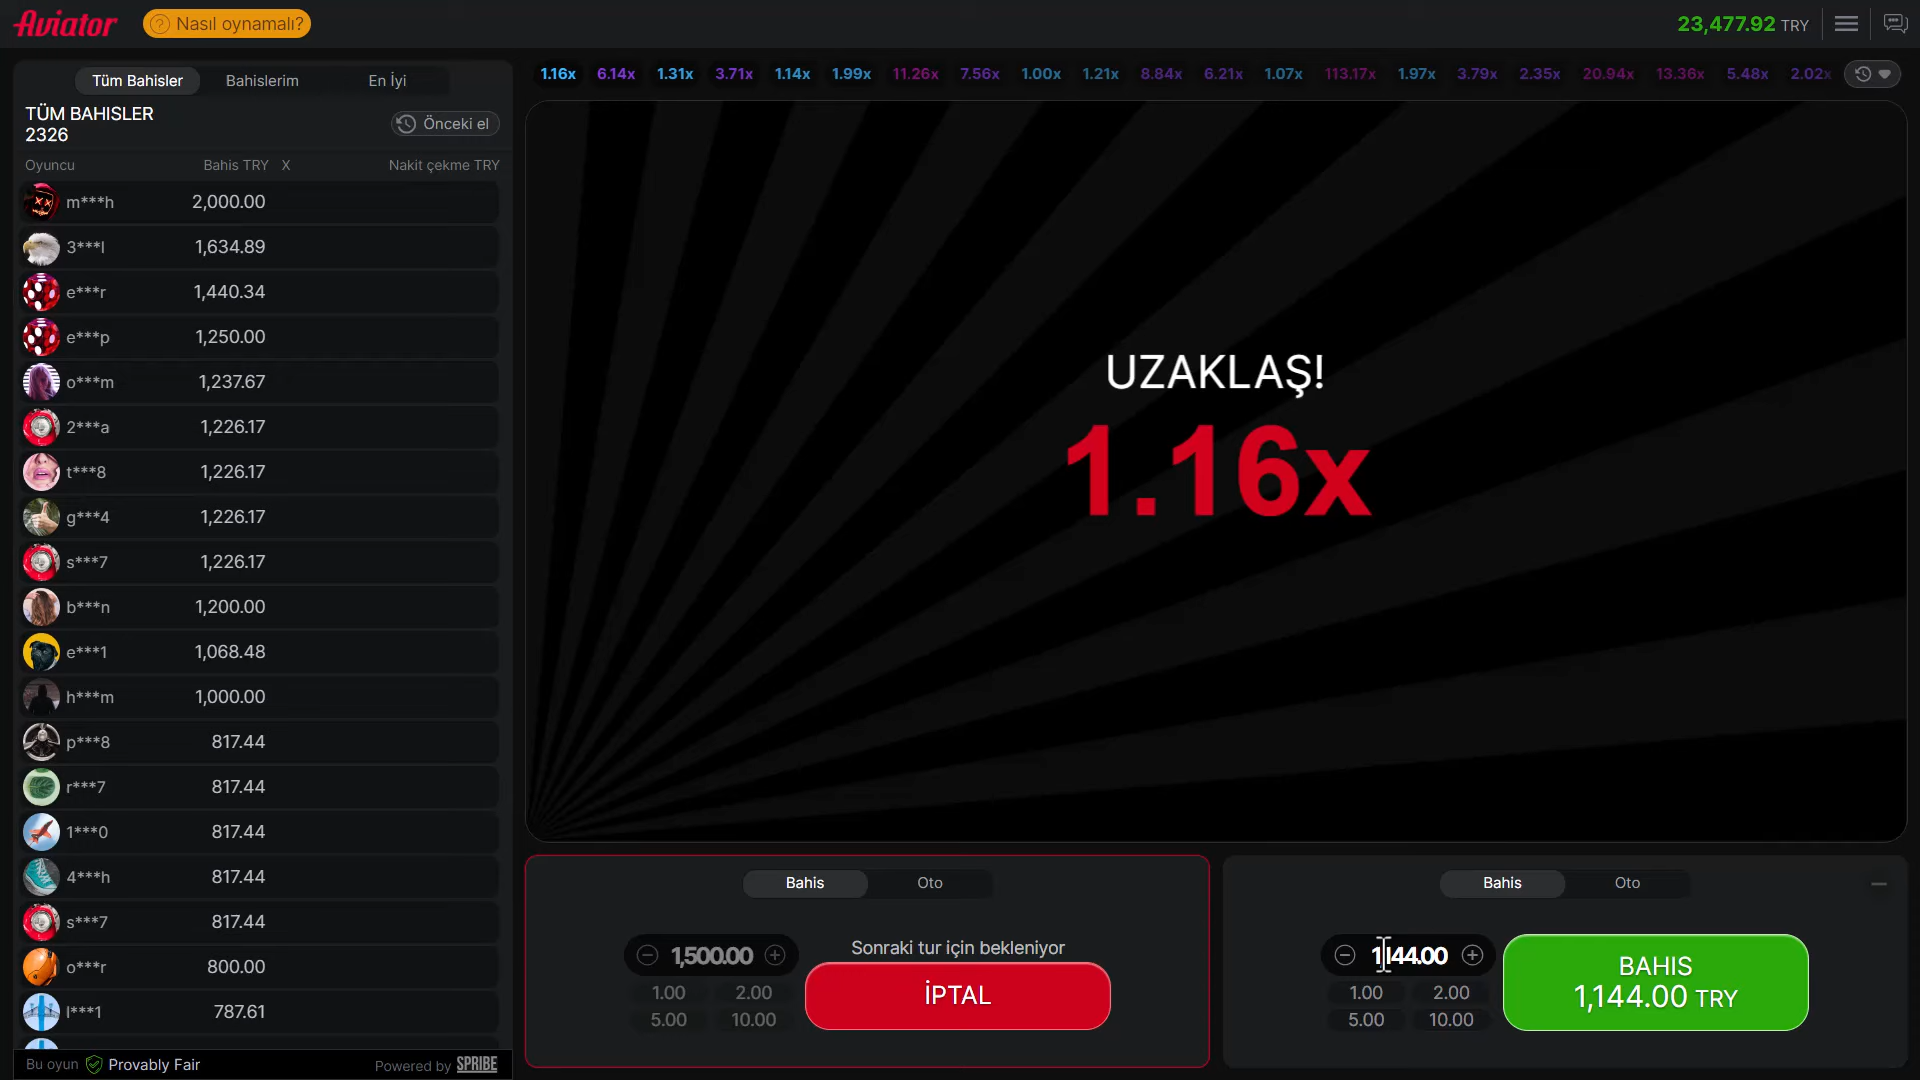 Aviator
? Nasıl oynamalı?
23,477.92 TRY
Tüm Bahisler Bahislerim En İyi
TÜM BAHISLER
2326
Önceki el
Oyuncu Bahis TRY X Nakit çekme TRY
m***h 2,000.00
3***l 1,634.89
e***r 1,440.34
e***p 1,250.00
o***m 1,237.67
2***a 1,226.17
t***8 1,226.17
g***4 1,226.17
s***7 1,226.17
b***n 1,200.00
e***1 1,068.48
h***m 1,000.00
p***8 817.44
r***7 817.44
1***0 817.44
4***h 817.44
s***7 817.44
o***r 800.00
l***1 787.61
Bu oyun Provably Fair Powered by SPRIBE
1.16x 6.14x 1.31x 3.71x 1.14x 1.99x 11.26x 7.56x 1.00x 1.21x 8.84x 6.21x 1.07x 113.17x 1.97x 3.79x 2.35x 20.94x 13.36x 5.48x 2.02x
UZAKLAŞ!
1.16x
Bahis Oto
1,500.00
1.00 2.00
5.00 10.00
Sonraki tur için bekleniyor
İPTAL
Bahis Oto
1,144.00
1.00 2.00
5.00 10.00
BAHIS
1,144.00 TRY